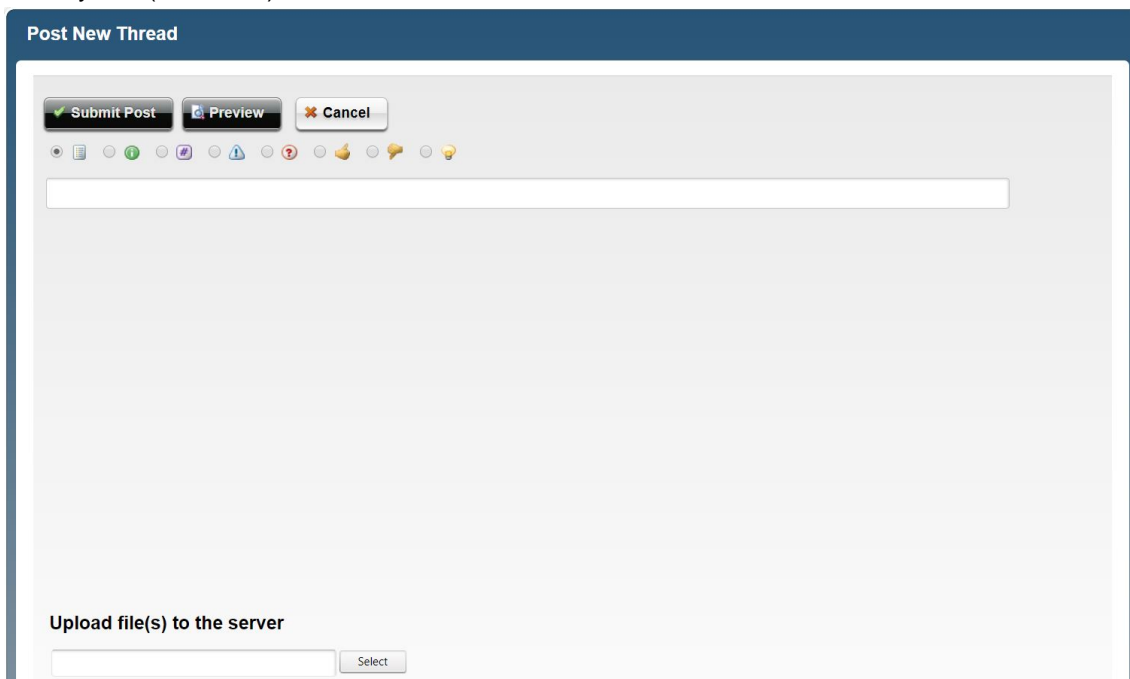 Post New Thread
Submit Post Preview Cancel
Upload file(s) to the server
Select